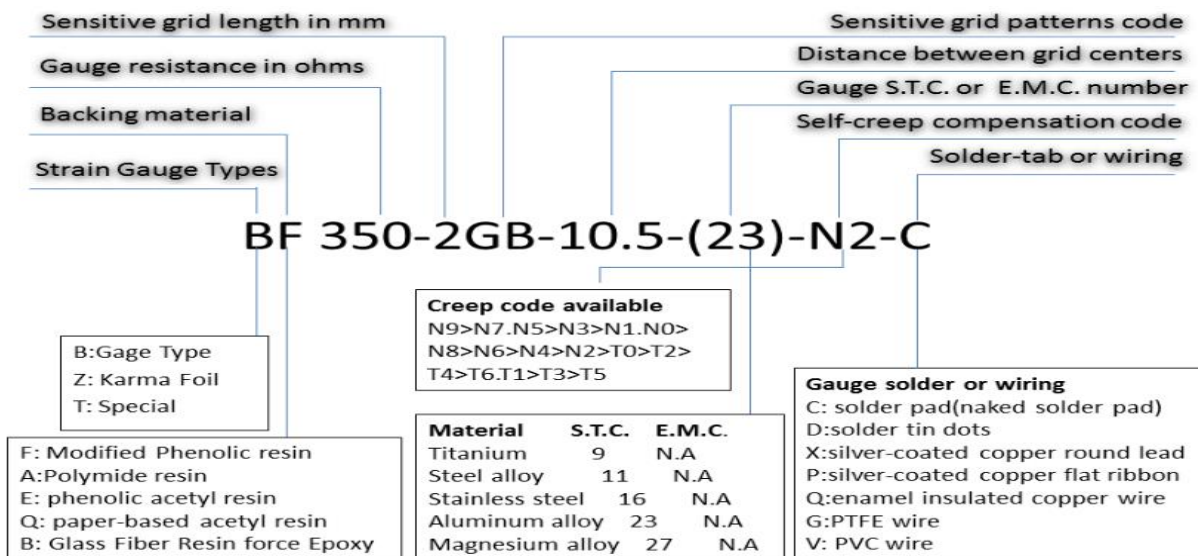 Sensitive grid length in mm
Sensitive grid patterns code
Gauge resistance in ohms
Distance between grid centers
Gauge S.T.C. or E.M.C. number
Backing material
Self-creep compensation code
Strain Gauge Types
Solder-tab or wiring
BF 350-2GB-10.5-(23)-N2-C
B:Gage Type
Z: Karma Foil
T: Special
F: Modified Phenolic resin
A:Polymide resin
E: phenolic acetyl resin
Q: paper-based acetyl resin
B: Glass Fiber Resin force Epoxy
Creep code available
N9>N7.N5>N3>N1.N0>
N8>N6>N4>N2>T0>T2>
T4>T6.T1>T3>T5
Material S.T.C. E.M.C.
Titanium 9 N.A
Steel alloy 11 N.A
Stainless steel 16 N.A
Aluminum alloy 23 N.A
Magnesium alloy 27 N.A
Gauge solder or wiring
C: solder pad(naked solder pad)
D:solder tin dots
X:silver-coated copper round lead
P:silver-coated copper flat ribbon
Q:enamel insulated copper wire
G:PTFE wire
V: PVC wire